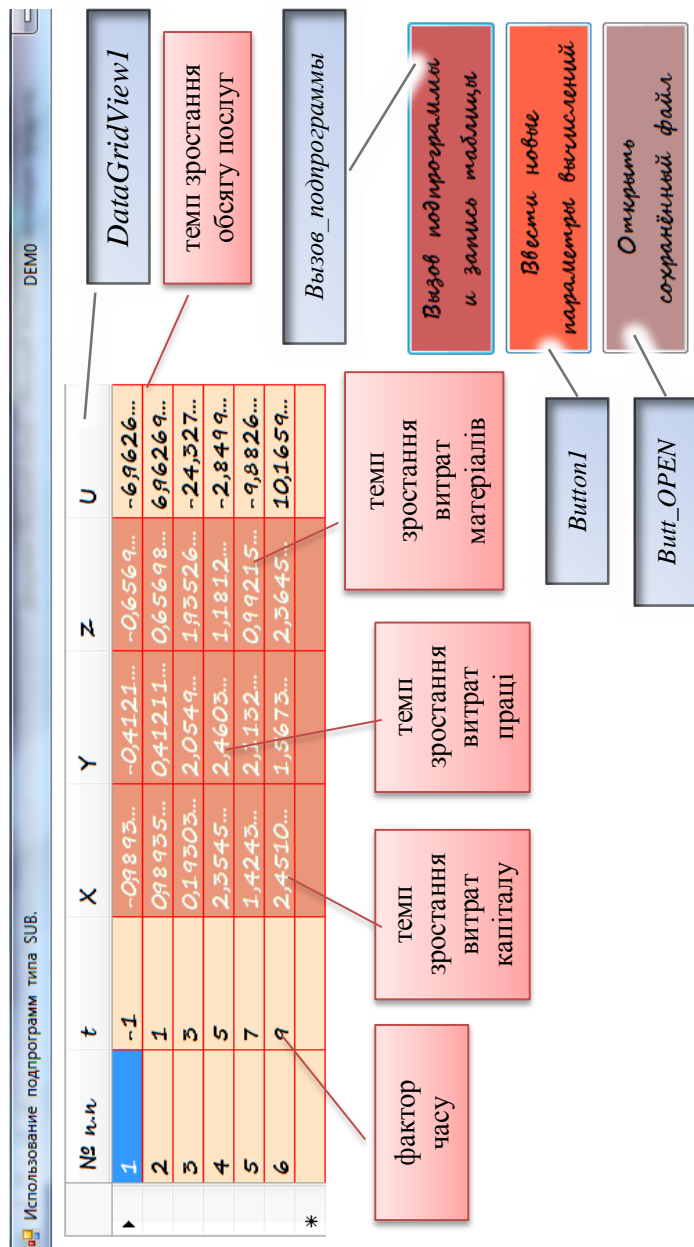 Использование подпрограмм типа SUB.
DEMO
№ п.п t X Y Z U
1 -1 -0,9893... -0,4121... -0,6569... -6,9626...
2 1 0,98935... 0,41211... 0,65698... 6,96269...
3 3 0,19303... 2,0549... 1,93526... -24,327...
4 5 2,3545... 2,4603... 1,1812... -2,8499...
5 7 1,4243... 2,1132... 0,99215... -9,8826...
6 9 2,4510... 1,5673... 2,3645... 10,1659...
DataGridView1
темп зростання
обсягу послуг
Вызов_подпрограммы
Вызов подпрограммы
и запись таблицы
Ввести новые
параметры вычислений
Открыть
сохранённый файл
фактор
часу
темп
зростання
витрат
капіталу
темп
зростання
витрат
праці
темп
зростання
витрат
матеріалів
Button1
Butt_OPEN